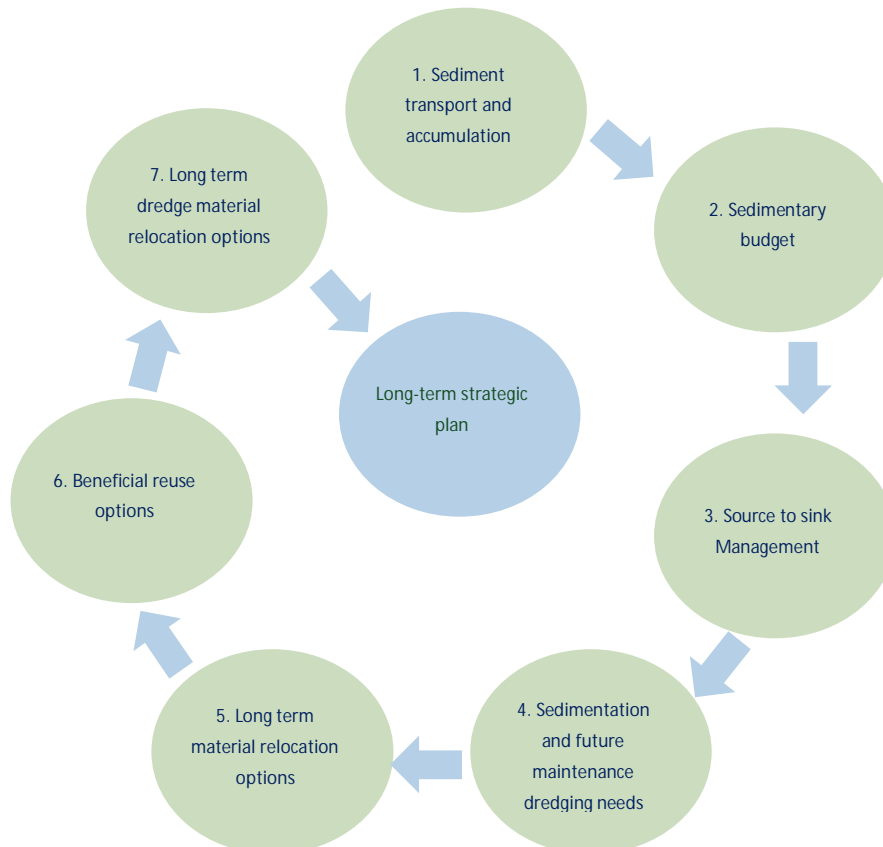 1. Sediment
transport and
accumulation
2. Sedimentary
budget
3. Source to sink
Management
4. Sedimentation
and future
maintenance
dredging needs
5. Long term
material relocation
options
6. Beneficial reuse
options
7. Long term
dredge material
relocation options
Long-term strategic
plan